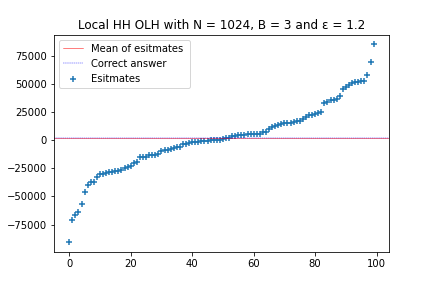 Local HH OLH with N = 1024, B = 3 and ε = 1.2
Mean of esitmates
Correct answer
Esitmates
75000
50000
25000
0
−25000
−50000
−75000
0 20 40 60 80 100